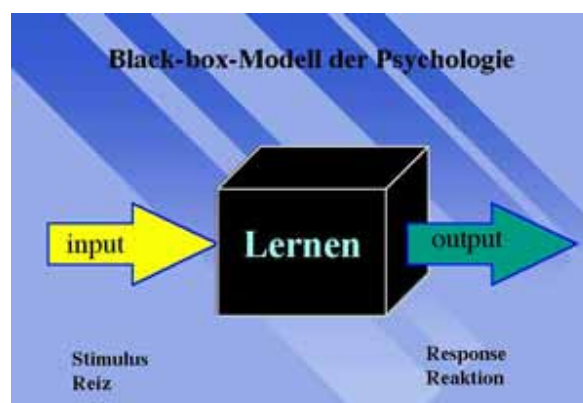 Black-box-Modell der Psychologie
input
Lernen
output
Stimulus
Reiz
Response
Reaktion